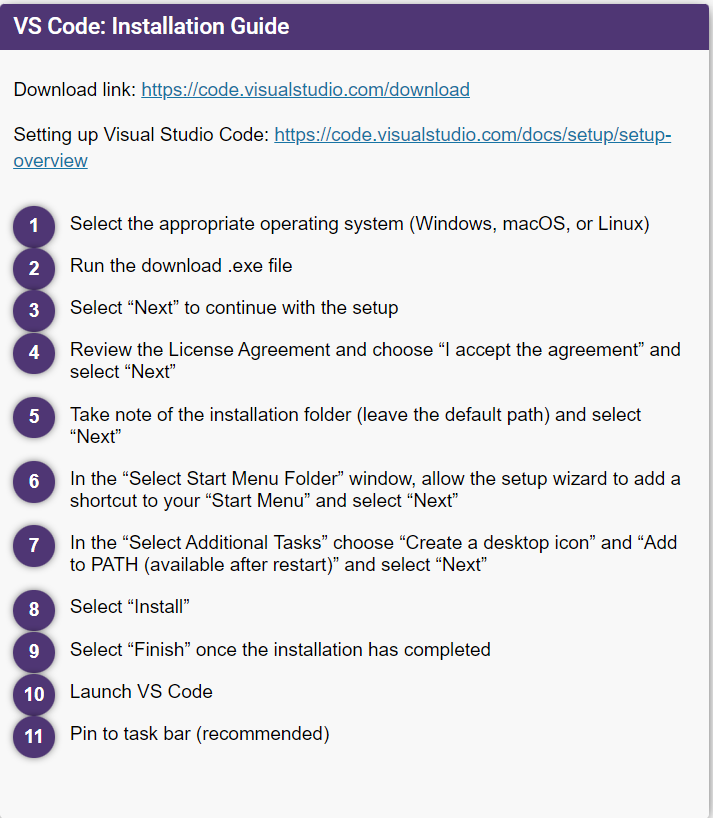 VS Code: Installation Guide
Download link: https://code.visualstudio.com/download
Setting up Visual Studio Code: https://code.visualstudio.com/docs/setup/setup-
overview
1 Select the appropriate operating system (Windows, macOS, or Linux)
2 Run the download .exe file
3 Select “Next” to continue with the setup
4 Review the License Agreement and choose “I accept the agreement” and
select “Next”
5 Take note of the installation folder (leave the default path) and select
“Next”
6 In the “Select Start Menu Folder” window, allow the setup wizard to add a
shortcut to your “Start Menu” and select “Next”
7 In the “Select Additional Tasks” choose “Create a desktop icon” and “Add
to PATH (available after restart)” and select “Next”
8 Select “Install”
9 Select “Finish” once the installation has completed
10 Launch VS Code
11 Pin to task bar (recommended)